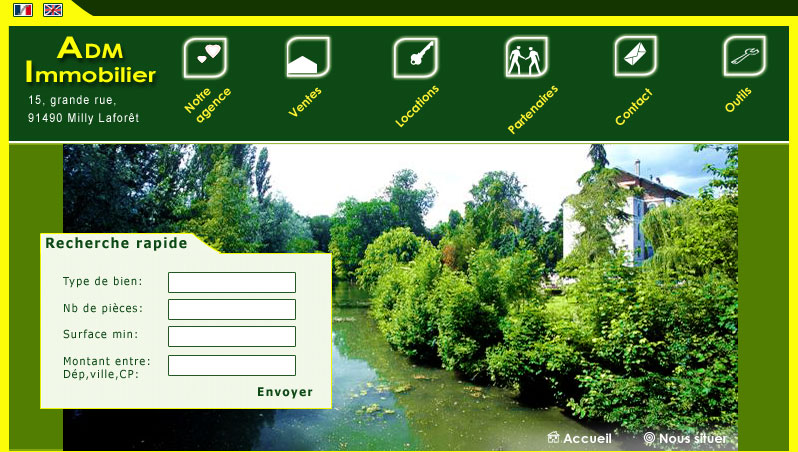 ADM
Immobilier
15, grande rue,
91490 Milly Laforêt
Notre
agence
Ventes
Locations
Partenaires
Contact
Outils
Recherche rapide
Type de bien:
Nb de pièces:
Surface min:
Montant entre:
Dép,ville,CP:
Envoyer
Accueil
Nous situer